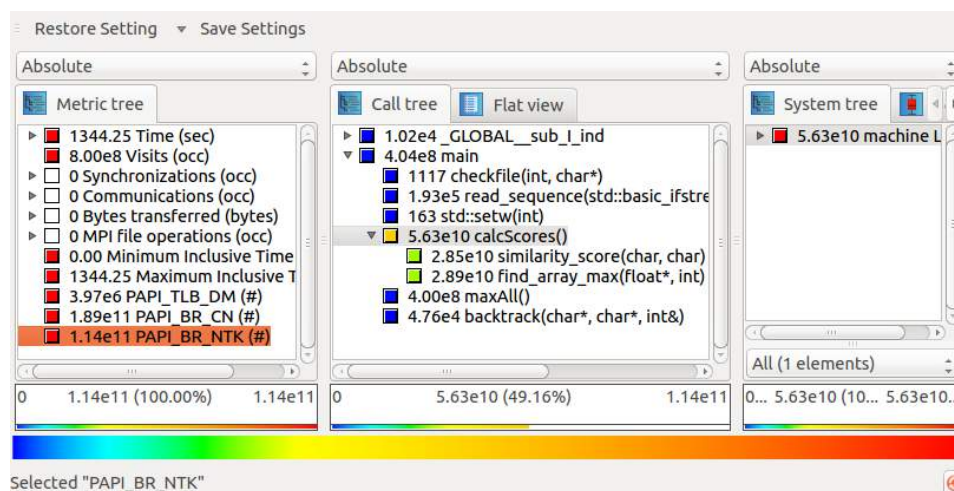 Restore Setting Save Settings
Absolute
Metric tree
1344.25 Time (sec)
8.00e8 Visits (occ)
0 Synchronizations (occ)
0 Communications (occ)
0 Bytes transferred (bytes)
0 MPI file operations (occ)
0.00 Minimum Inclusive Time
1344.25 Maximum Inclusive T
3.97e6 PAPI_TLB_DM (#)
1.89e11 PAPI_BR_CN (#)
1.14e11 PAPI_BR_NTK (#)
0 1.14e11 (100.00%) 1.14e11
Absolute
Call tree Flat view
1.02e4 _GLOBAL__sub_I_ind
4.04e8 main
1117 checkfile(int, char*)
1.93e5 read_sequence(std::basic_ifstre
163 std::setw(int)
5.63e10 calcScores()
2.85e10 similarity_score(char, char)
2.89e10 find_array_max(float*, int)
4.00e8 maxAll()
4.76e4 backtrack(char*, char*, int&)
0 5.63e10 (49.16%) 1.14e11
Absolute
System tree
5.63e10 machine L
All (1 elements)
0... 5.63e10 (10... 5.63e10...
Selected "PAPI_BR_NTK"